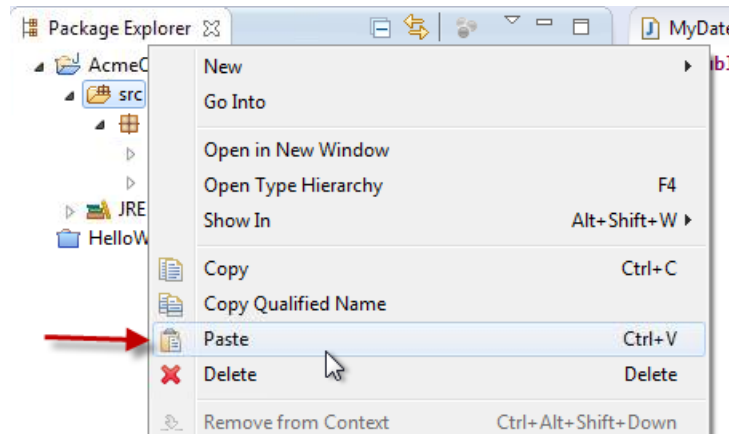 Package Explorer
MyDate
AcmeC
New
src
Go Into
Open in New Window
Open Type Hierarchy F4
JRE
Show In Alt+Shift+W
HelloW
Copy Ctrl+C
Copy Qualified Name
Paste Ctrl+V
Delete Delete
Remove from Context Ctrl+Alt+Shift+Down